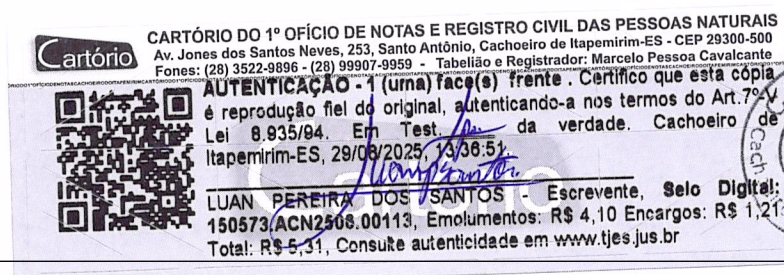 Cartório
CARTÓRIO DO 1º OFÍCIO DE NOTAS E REGISTRO CIVIL DAS PESSOAS NATURAIS
Av. Jones dos Santos Neves, 253, Santo Antônio, Cachoeiro de Itapemirim-ES - CEP 29300-500
Fones: (28) 3522-9896 - (28) 99907-9959 - Tabelião e Registrador: Marcelo Pessoa Cavalcante
AUTENTICAÇÃO - 1 (uma) face(s) frente . Certifico que esta cópia
é reprodução fiel do original, autenticando-a nos termos do Art.7º V
Lei 8.935/94. Em Test. da verdade. Cachoeiro de
Itapemirim-ES, 29/08/2025, 13:36:51.
LUAN PEREIRA DOS SANTOS - Escrevente, Selo Digital:
150573.ACN2508.00113, Emolumentos: R$ 4,10 Encargos: R$ 1,21
Total: R$ 5,31, Consulte autenticidade em www.tjes.jus.br